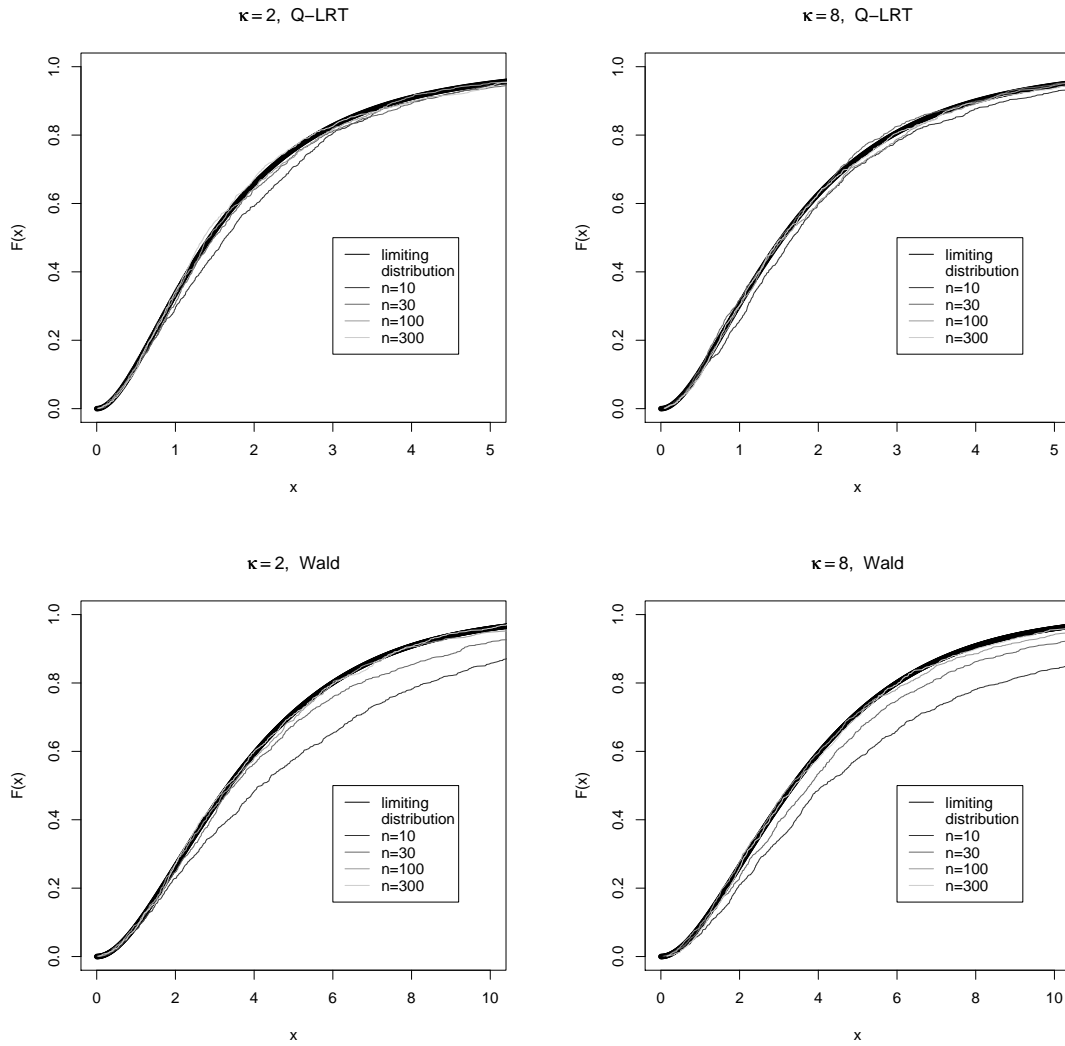 κ = 2,  Q−LRT
F(x)
0.0 0.2 0.4 0.6 0.8 1.0
limiting
distribution
n=10
n=30
n=100
n=300
0 1 2 3 4 5
x
κ = 8,  Q−LRT
F(x)
0.0 0.2 0.4 0.6 0.8 1.0
limiting
distribution
n=10
n=30
n=100
n=300
0 1 2 3 4 5
x
κ = 2,  Wald
F(x)
0.0 0.2 0.4 0.6 0.8 1.0
limiting
distribution
n=10
n=30
n=100
n=300
0 2 4 6 8 10
x
κ = 8,  Wald
F(x)
0.0 0.2 0.4 0.6 0.8 1.0
limiting
distribution
n=10
n=30
n=100
n=300
0 2 4 6 8 10
x